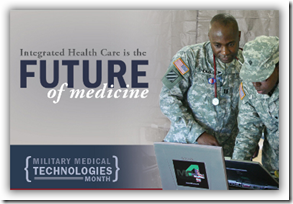 Integrated Health Care is the
FUTURE
of medicine
MILITARY MEDICAL
TECHNOLOGIES
MONTH